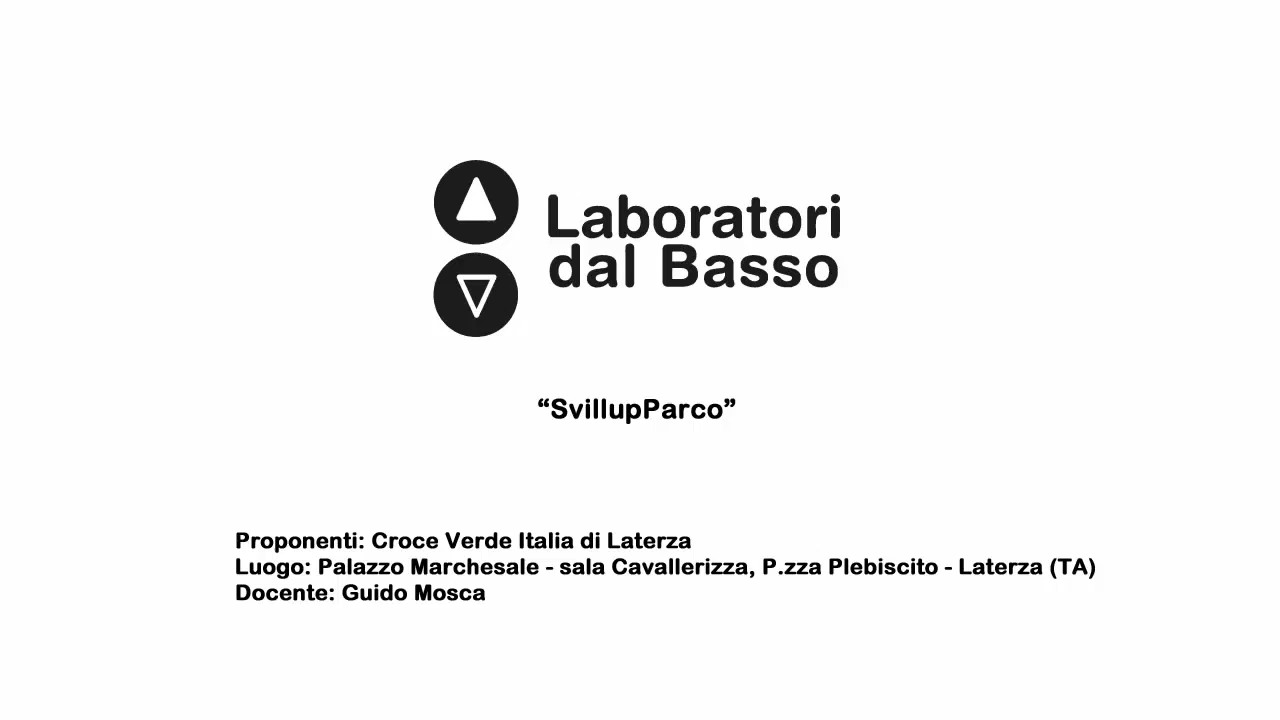 Laboratori
dal Basso
“SvillupParco”
Proponenti: Croce Verde Italia di Laterza
Luogo: Palazzo Marchesale - sala Cavallerizza, P.zza Plebiscito - Laterza (TA)
Docente: Guido Mosca